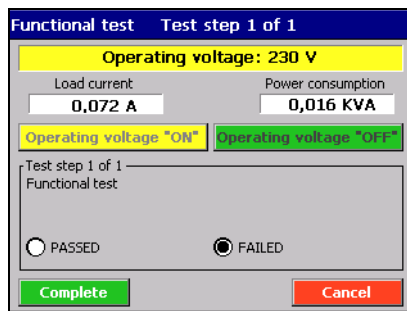 Functional test Test step 1 of 1
Operating voltage: 230 V
Load current Power consumption
0,072 A 0,016 KVA
Operating voltage "ON" Operating voltage "OFF"
Test step 1 of 1
Functional test
PASSED FAILED
Complete Cancel